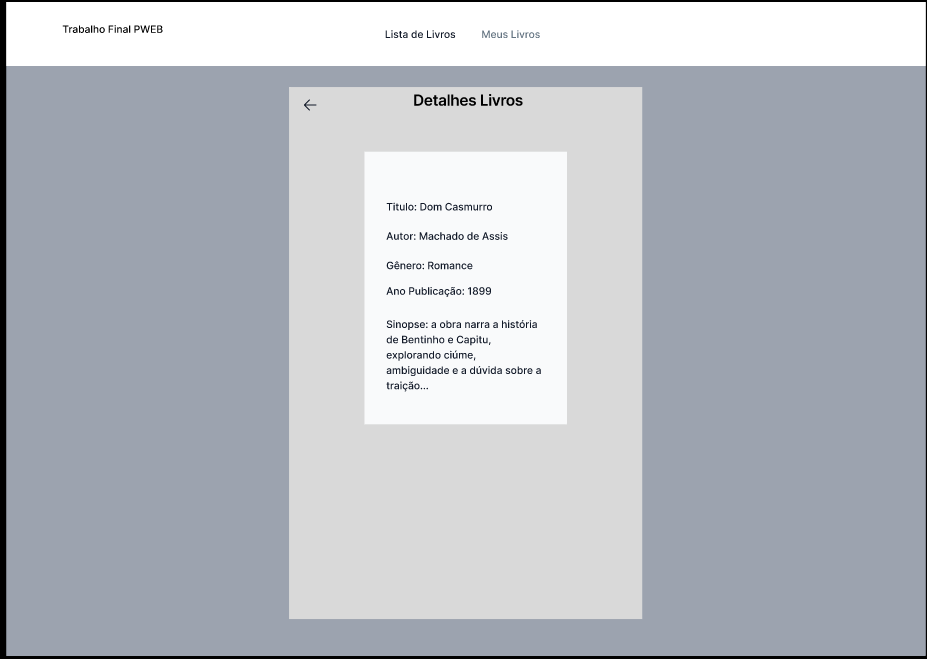 Trabalho Final PWEB
Lista de Livros
Meus Livros
Detalhes Livros
Titulo: Dom Casmurro
Autor: Machado de Assis
Gênero: Romance
Ano Publicação: 1899
Sinopse: a obra narra a história
de Bentinho e Capitu,
explorando ciúme,
ambiguidade e a dúvida sobre a
traição...